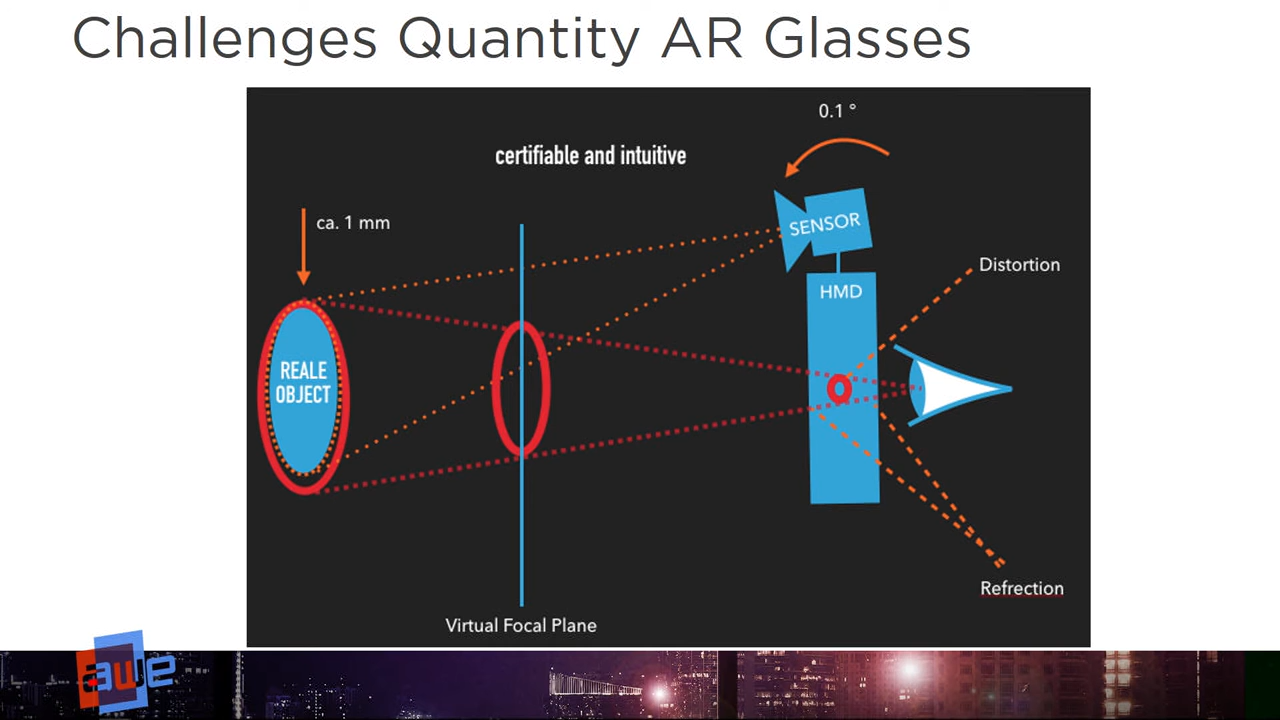 Challenges Quantity AR Glasses
0.1 °
certifiable and intuitive
ca. 1 mm
SENSOR
Distortion
HMD
REALE
OBJECT
Refrection
Virtual Focal Plane
awe